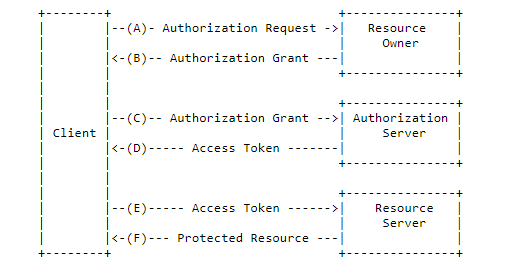 --(A)- Authorization Request ->| Resource
Owner
<-(B)-- Authorization Grant ---|
--(C)-- Authorization Grant -->| Authorization
Client Server
<-(D)----- Access Token -------|
--(E)----- Access Token ------>| Resource
Server
<-(F)--- Protected Resource ---|